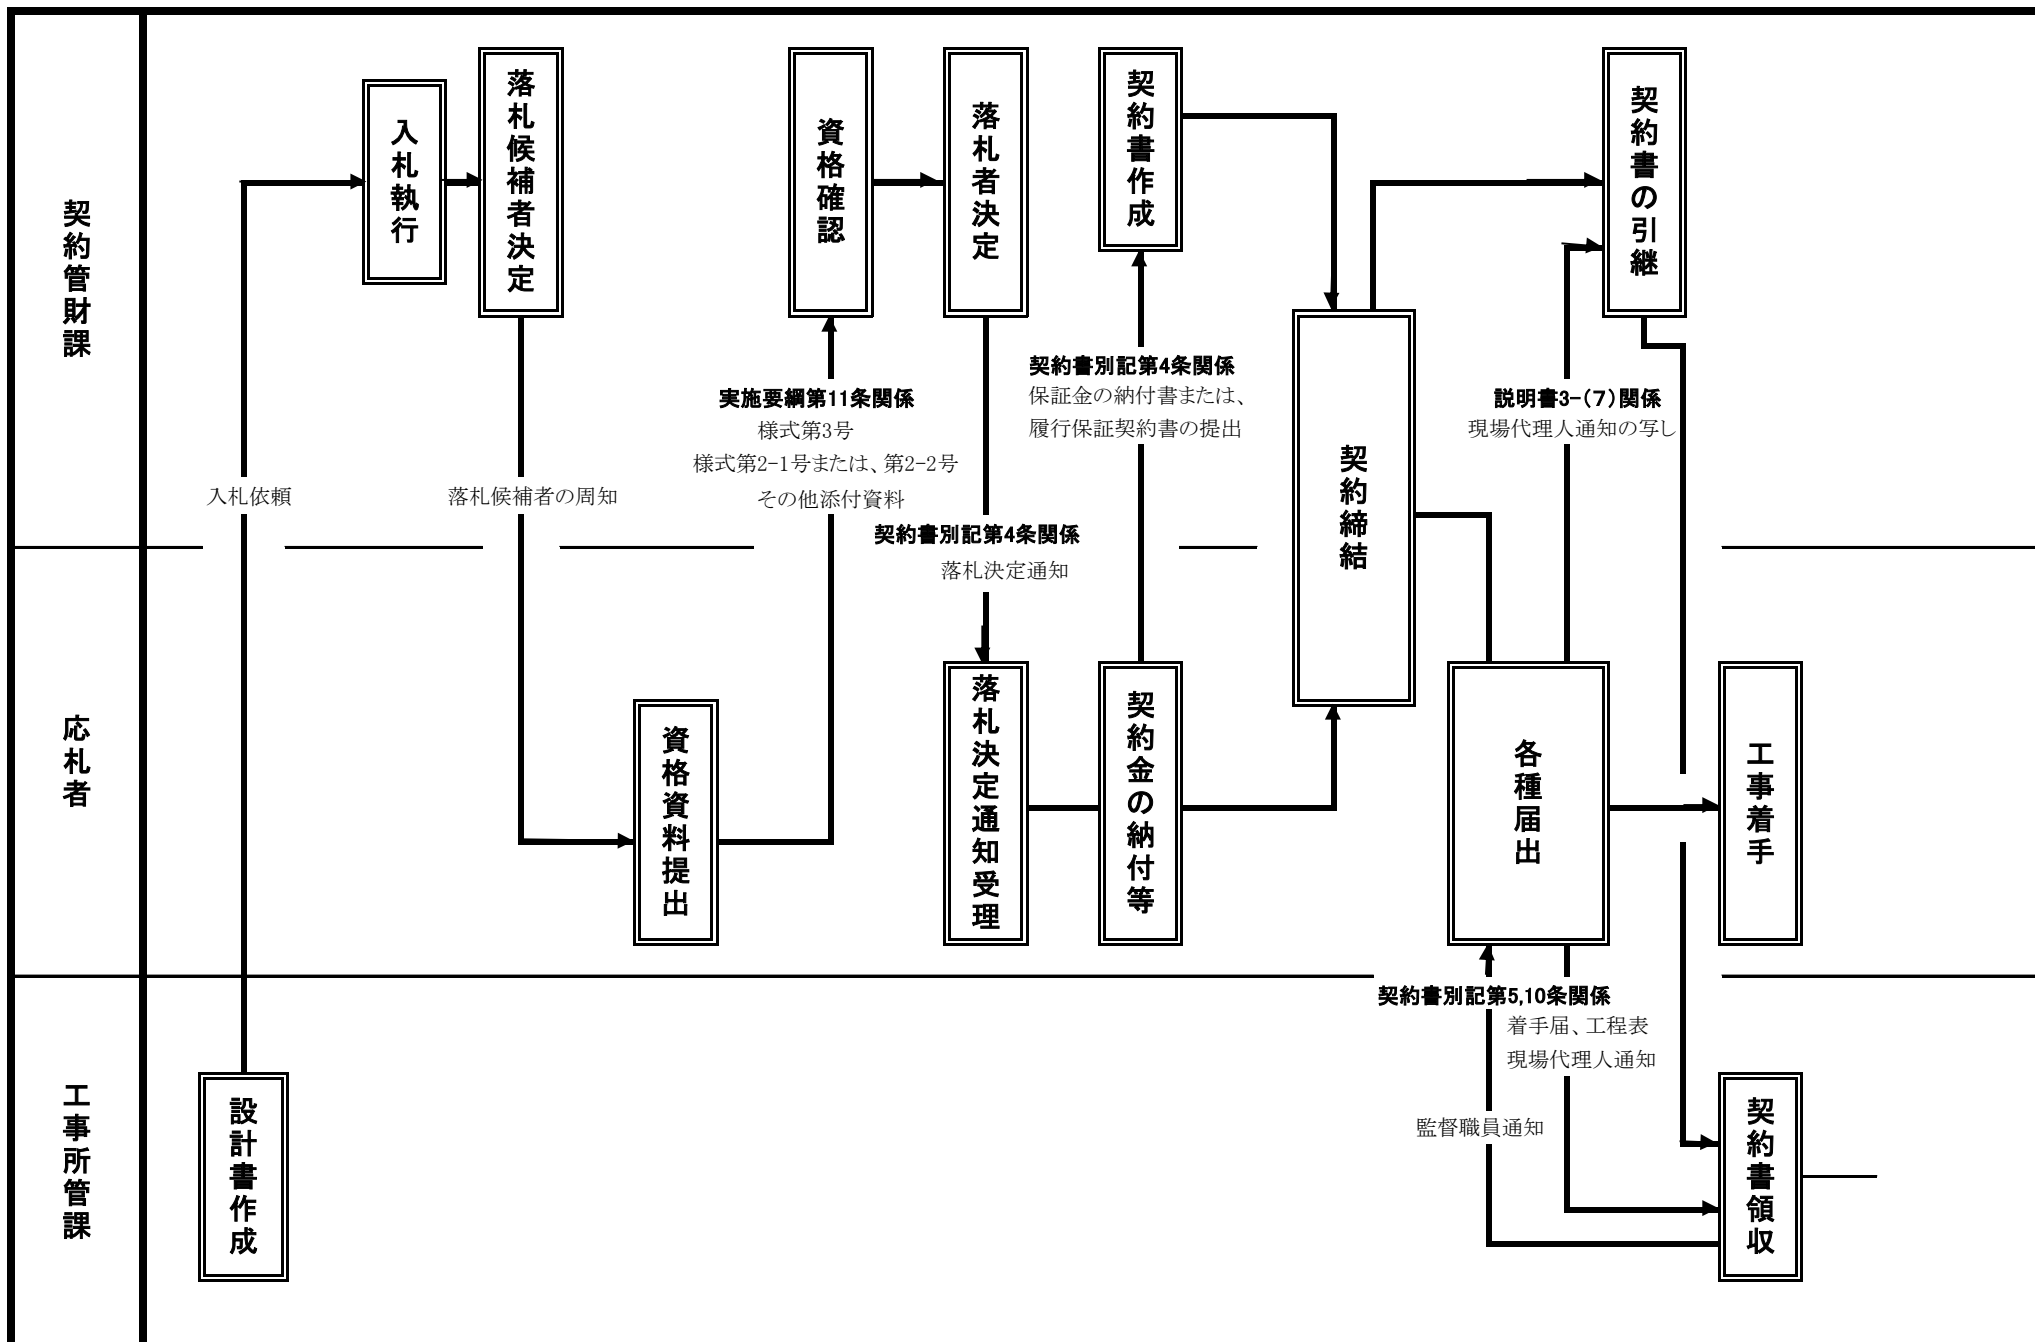 契約管財課
入札執行
落札候補者決定
資格確認
落札者決定
契約書作成
契約書の引継
契約書別記第4条関係
保証金の納付書または、
履行保証契約書の提出
実施要綱第11条関係
様式第3号
様式第2-1号または、第2-2号
その他添付資料
説明書3-(7)関係
現場代理人通知の写し
入札依頼
落札候補者の周知
契約書別記第4条関係
落札決定通知
契約締結
応札者
資格資料提出
落札決定通知受理
契約金の納付等
各種届出
工事着手
契約書別記第5,10条関係
着手届、工程表
現場代理人通知
監督職員通知
工事所管課
設計書作成
契約書領収